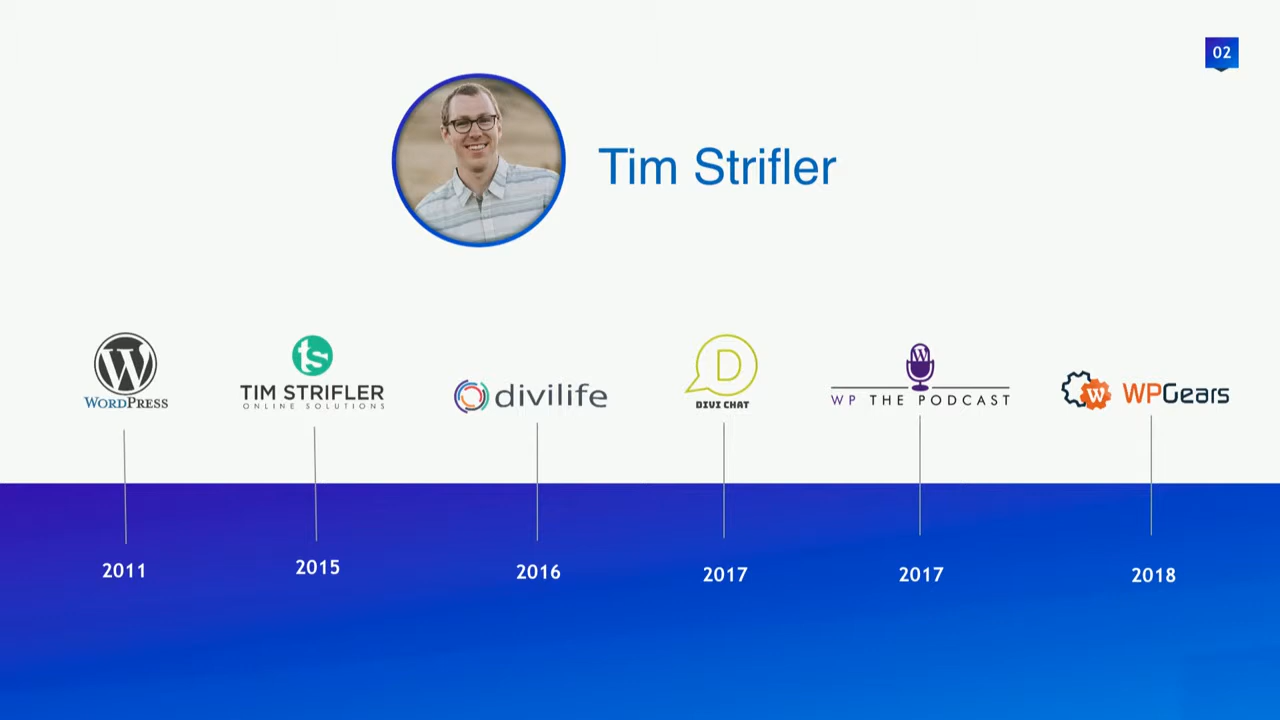 02
Tim Strifler
WORDPRESS
ts
TIM STRIFLER
ONLINE SOLUTIONS
divilife
D
DIVI CHAT
W
WP THE PODCAST
W
WPGears
2011
2015
2016
2017
2017
2018